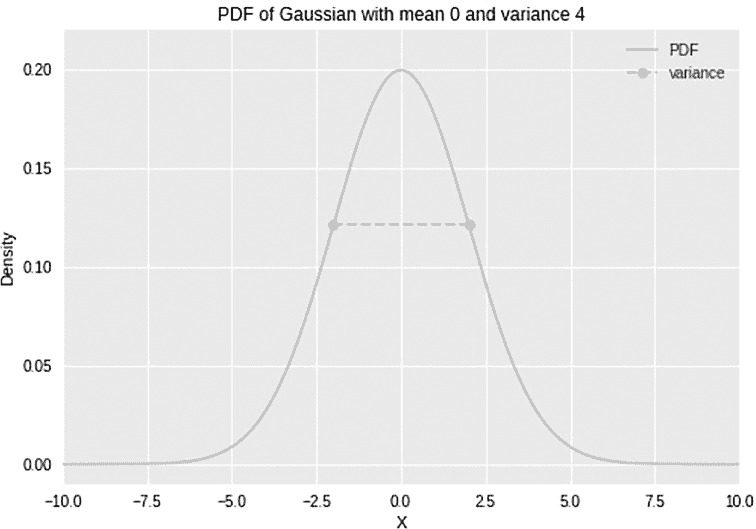 PDF of Gaussian with mean 0 and variance 4
PDF
variance
0.20
0.15
0.10
0.05
0.00
Density
−10.0 −7.5 −5.0 −2.5 0.0 2.5 5.0 7.5 10.0
X